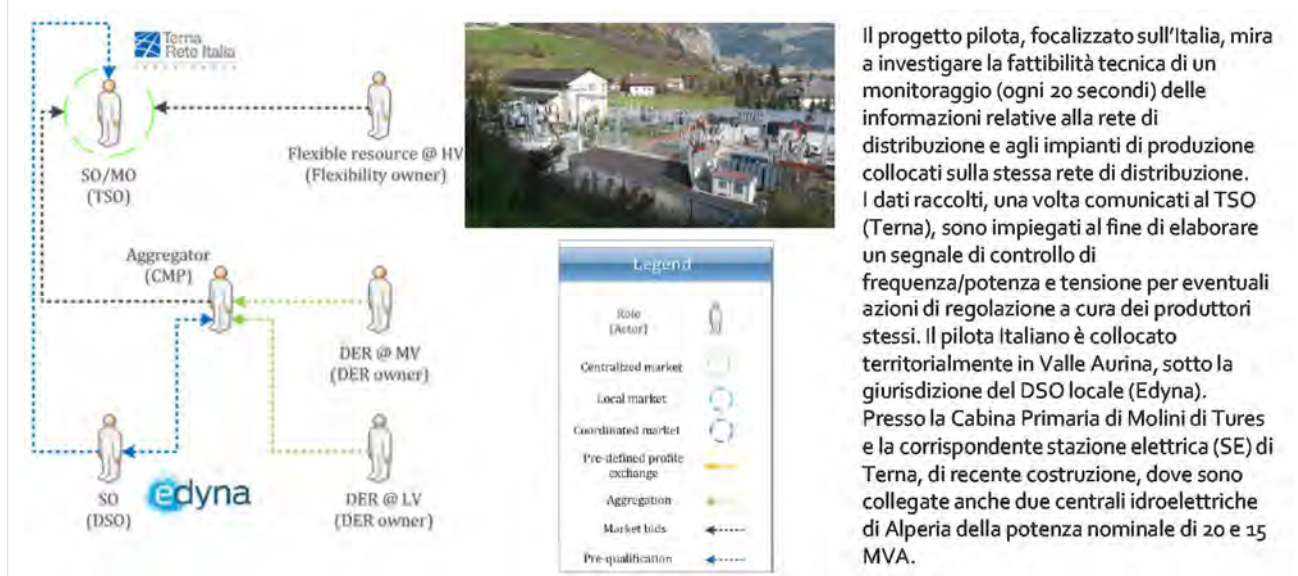 Terna
Rete Italia
SO/MO
(TSO)
Flexible resource @ HV
(Flexibility owner)
Aggregator
(CMP)
DER @ MV
(DER owner)
SO
(DSO)
edyna
DER @ LV
(DER owner)
Legend
Role
(Actor)
Centralized market
Local market
Coordinated market
Pre-defined profile
exchange
Aggregation
Market bids
Pre-qualification
Il progetto pilota, focalizzato sull'Italia, mira
a investigare la fattibilità tecnica di un
monitoraggio (ogni 20 secondi) delle
informazioni relative alla rete di
distribuzione e agli impianti di produzione
collocati sulla stessa rete di distribuzione.
I dati raccolti, una volta comunicati al TSO
(Terna), sono impiegati al fine di elaborare
un segnale di controllo di
frequenza/potenza e tensione per eventuali
azioni di regolazione a cura dei produttori
stessi. Il pilota Italiano è collocato
territorialmente in Valle Aurina, sotto la
giurisdizione del DSO locale (Edyna).
Presso la Cabina Primaria di Molini di Tures
e la corrispondente stazione elettrica (SE) di
Terna, di recente costruzione, dove sono
collegate anche due centrali idroelettriche
di Alperia della potenza nominale di 20 e 15
MVA.